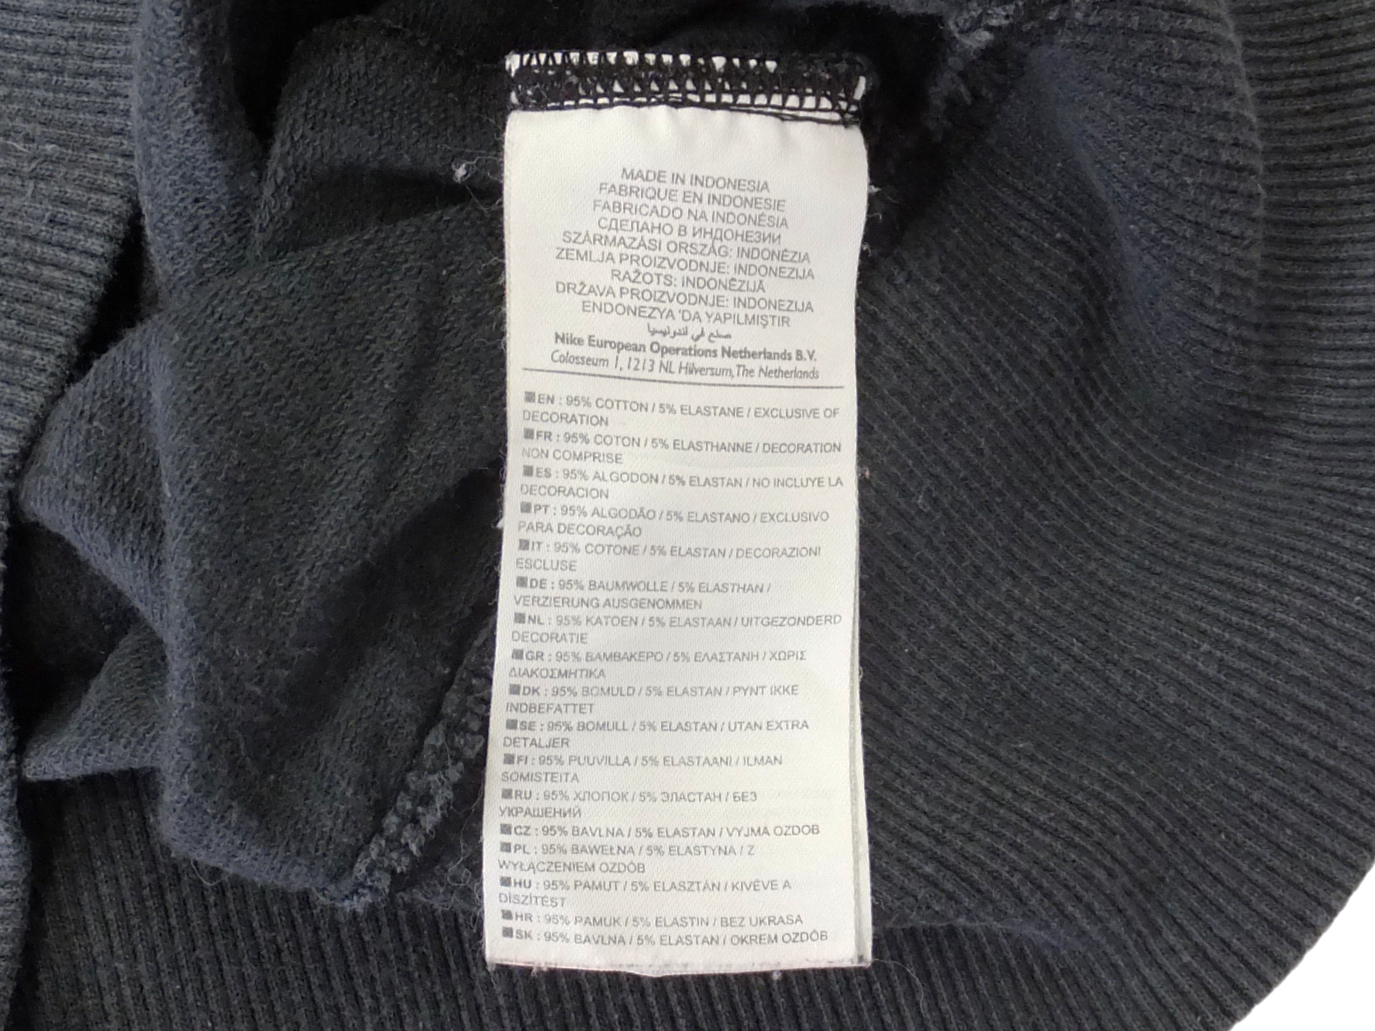 MADE IN INDONESIA
FABRIQUE EN INDONESIE
FABRICADO NA INDONÉSIA
СДЕЛАНО В ИНДОНЕЗИИ
SZÁRMAZÁSI ORSZÁG: INDONÉZIA
ZEMLJA PROIZVODNJE: INDONEZIJA
RAŽOTS: INDONĒZIJĀ
DRŽAVA PROIZVODNJE: INDONEZIJA
ENDONEZYA 'DA YAPILMIŞTIR
صنع في اندونيسيا
Nike European Operations Netherlands B.V.
Colosseum 1, 1213 NL Hilversum, The Netherlands
EN : 95% COTTON / 5% ELASTANE / EXCLUSIVE OF
DECORATION
FR : 95% COTON / 5% ELASTHANNE / DECORATION
NON COMPRISE
ES : 95% ALGODON / 5% ELASTAN / NO INCLUYE LA
DECORACION
PT : 95% ALGODÃO / 5% ELASTANO / EXCLUSIVO
PARA DECORAÇÃO
IT : 95% COTONE / 5% ELASTAN / DECORAZIONI
ESCLUSE
DE : 95% BAUMWOLLE / 5% ELASTHAN /
VERZIERUNG AUSGENOMMEN
NL : 95% KATOEN / 5% ELASTAAN / UITGEZONDERD
DECORATIE
GR : 95% ΒΑΜΒΑΚΕΡΟ / 5% ΕΛΑΣΤΑΝΗ / ΧΩΡΙΣ
ΔΙΑΚΟΣΜΗΤΙΚΑ
DK : 95% BOMULD / 5% ELASTAN / PYNT IKKE
INDBEFATTET
SE : 95% BOMULL / 5% ELASTAN / UTAN EXTRA
DETALJER
FI : 95% PUUVILLA / 5% ELASTAANI / ILMAN
SOMISTEITA
RU : 95% ХЛОПОК / 5% ЭЛАСТАН / БЕЗ
УКРАШЕНИЙ
CZ : 95% BAVLNA / 5% ELASTAN / VYJMA OZDOB
PL : 95% BAWEŁNA / 5% ELASTYNA / Z
WYŁĄCZENIEM OZDÓB
HU : 95% PAMUT / 5% ELASZTÁN / KIVÉVE A
DÍSZÍTÉST
HR : 95% PAMUK / 5% ELASTIN / BEZ UKRASA
SK : 95% BAVLNA / 5% ELASTAN / OKREM OZDÔB